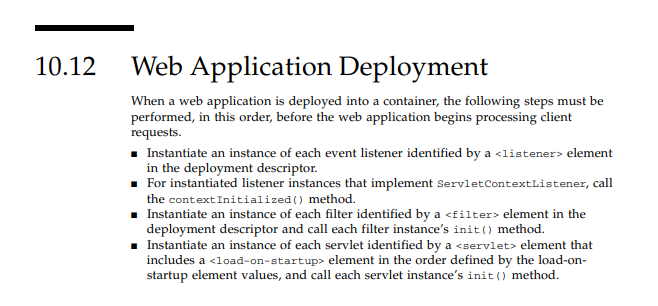 10.12 Web Application Deployment
When a web application is deployed into a container, the following steps must be
performed, in this order, before the web application begins processing client
requests.
■ Instantiate an instance of each event listener identified by a <listener> element
in the deployment descriptor.
■ For instantiated listener instances that implement ServletContextListener, call
the contextInitialized() method.
■ Instantiate an instance of each filter identified by a <filter> element in the
deployment descriptor and call each filter instance's init() method.
■ Instantiate an instance of each servlet identified by a <servlet> element that
includes a <load-on-startup> element in the order defined by the load-on-
startup element values, and call each servlet instance's init() method.